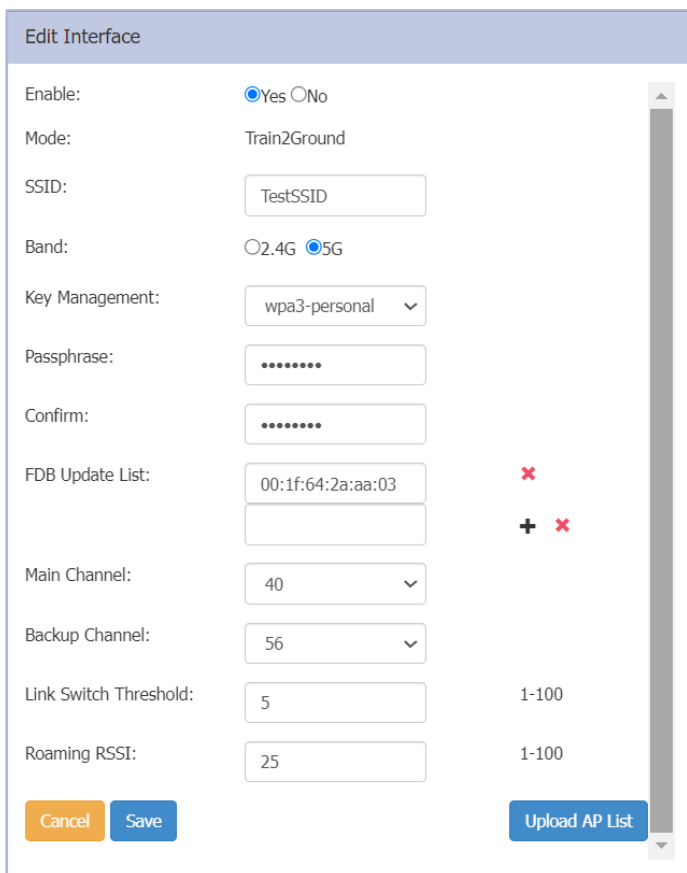 Edit Interface
Enable: Yes No
Mode: Train2Ground
SSID: TestSSID
Band: 2.4G 5G
Key Management: wpa3-personal
Passphrase: ••••••••
Confirm: ••••••••
FDB Update List: 00:1f:64:2a:aa:03
Main Channel: 40
Backup Channel: 56
Link Switch Threshold: 5 1-100
Roaming RSSI: 25 1-100
Cancel Save Upload AP List